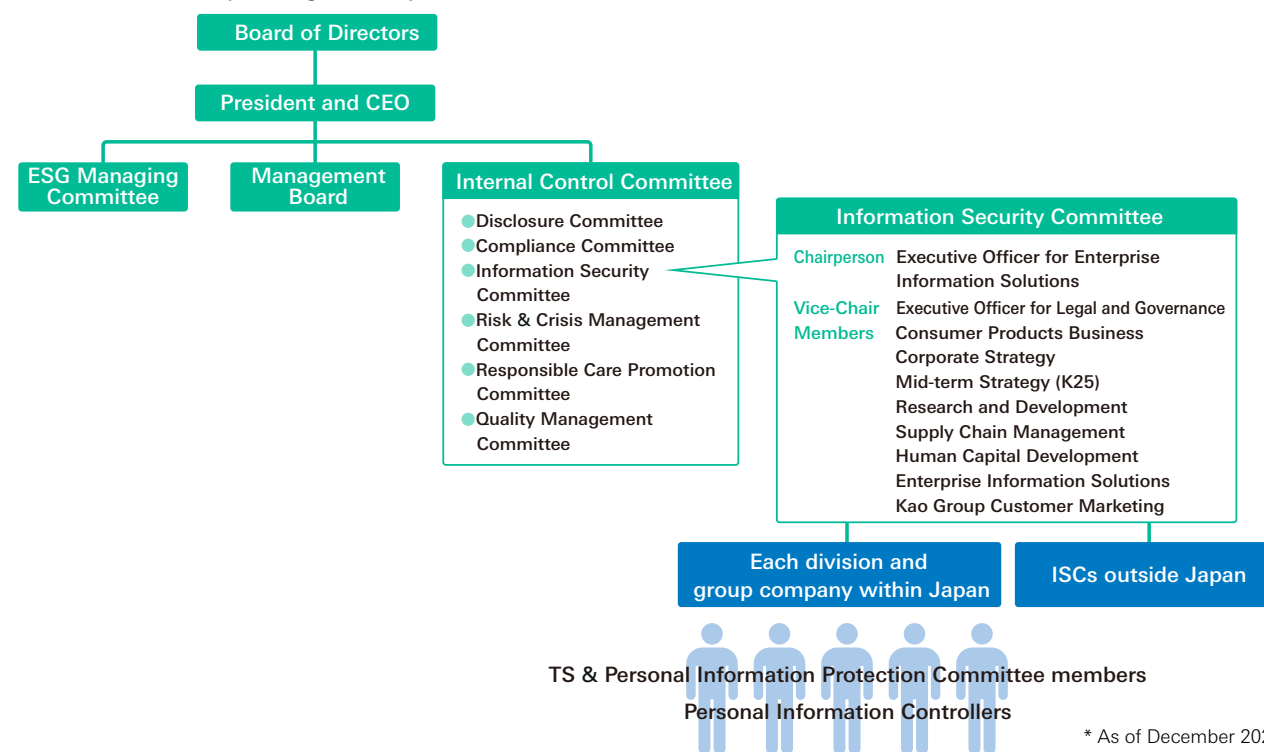 Board of Directors
President and CEO
ESG Managing
Committee
Management
Board
Internal Control Committee
Disclosure Committee
Compliance Committee
Information Security
Committee
Risk & Crisis Management
Committee
Responsible Care Promotion
Committee
Quality Management
Committee
Information Security Committee
Chairperson Executive Officer for Enterprise
Information Solutions
Vice-Chair Executive Officer for Legal and Governance
Members Consumer Products Business
Corporate Strategy
Mid-term Strategy (K25)
Research and Development
Supply Chain Management
Human Capital Development
Enterprise Information Solutions
Kao Group Customer Marketing
Each division and
group company within Japan
ISCs outside Japan
TS & Personal Information Protection Committee members
Personal Information Controllers
* As of December